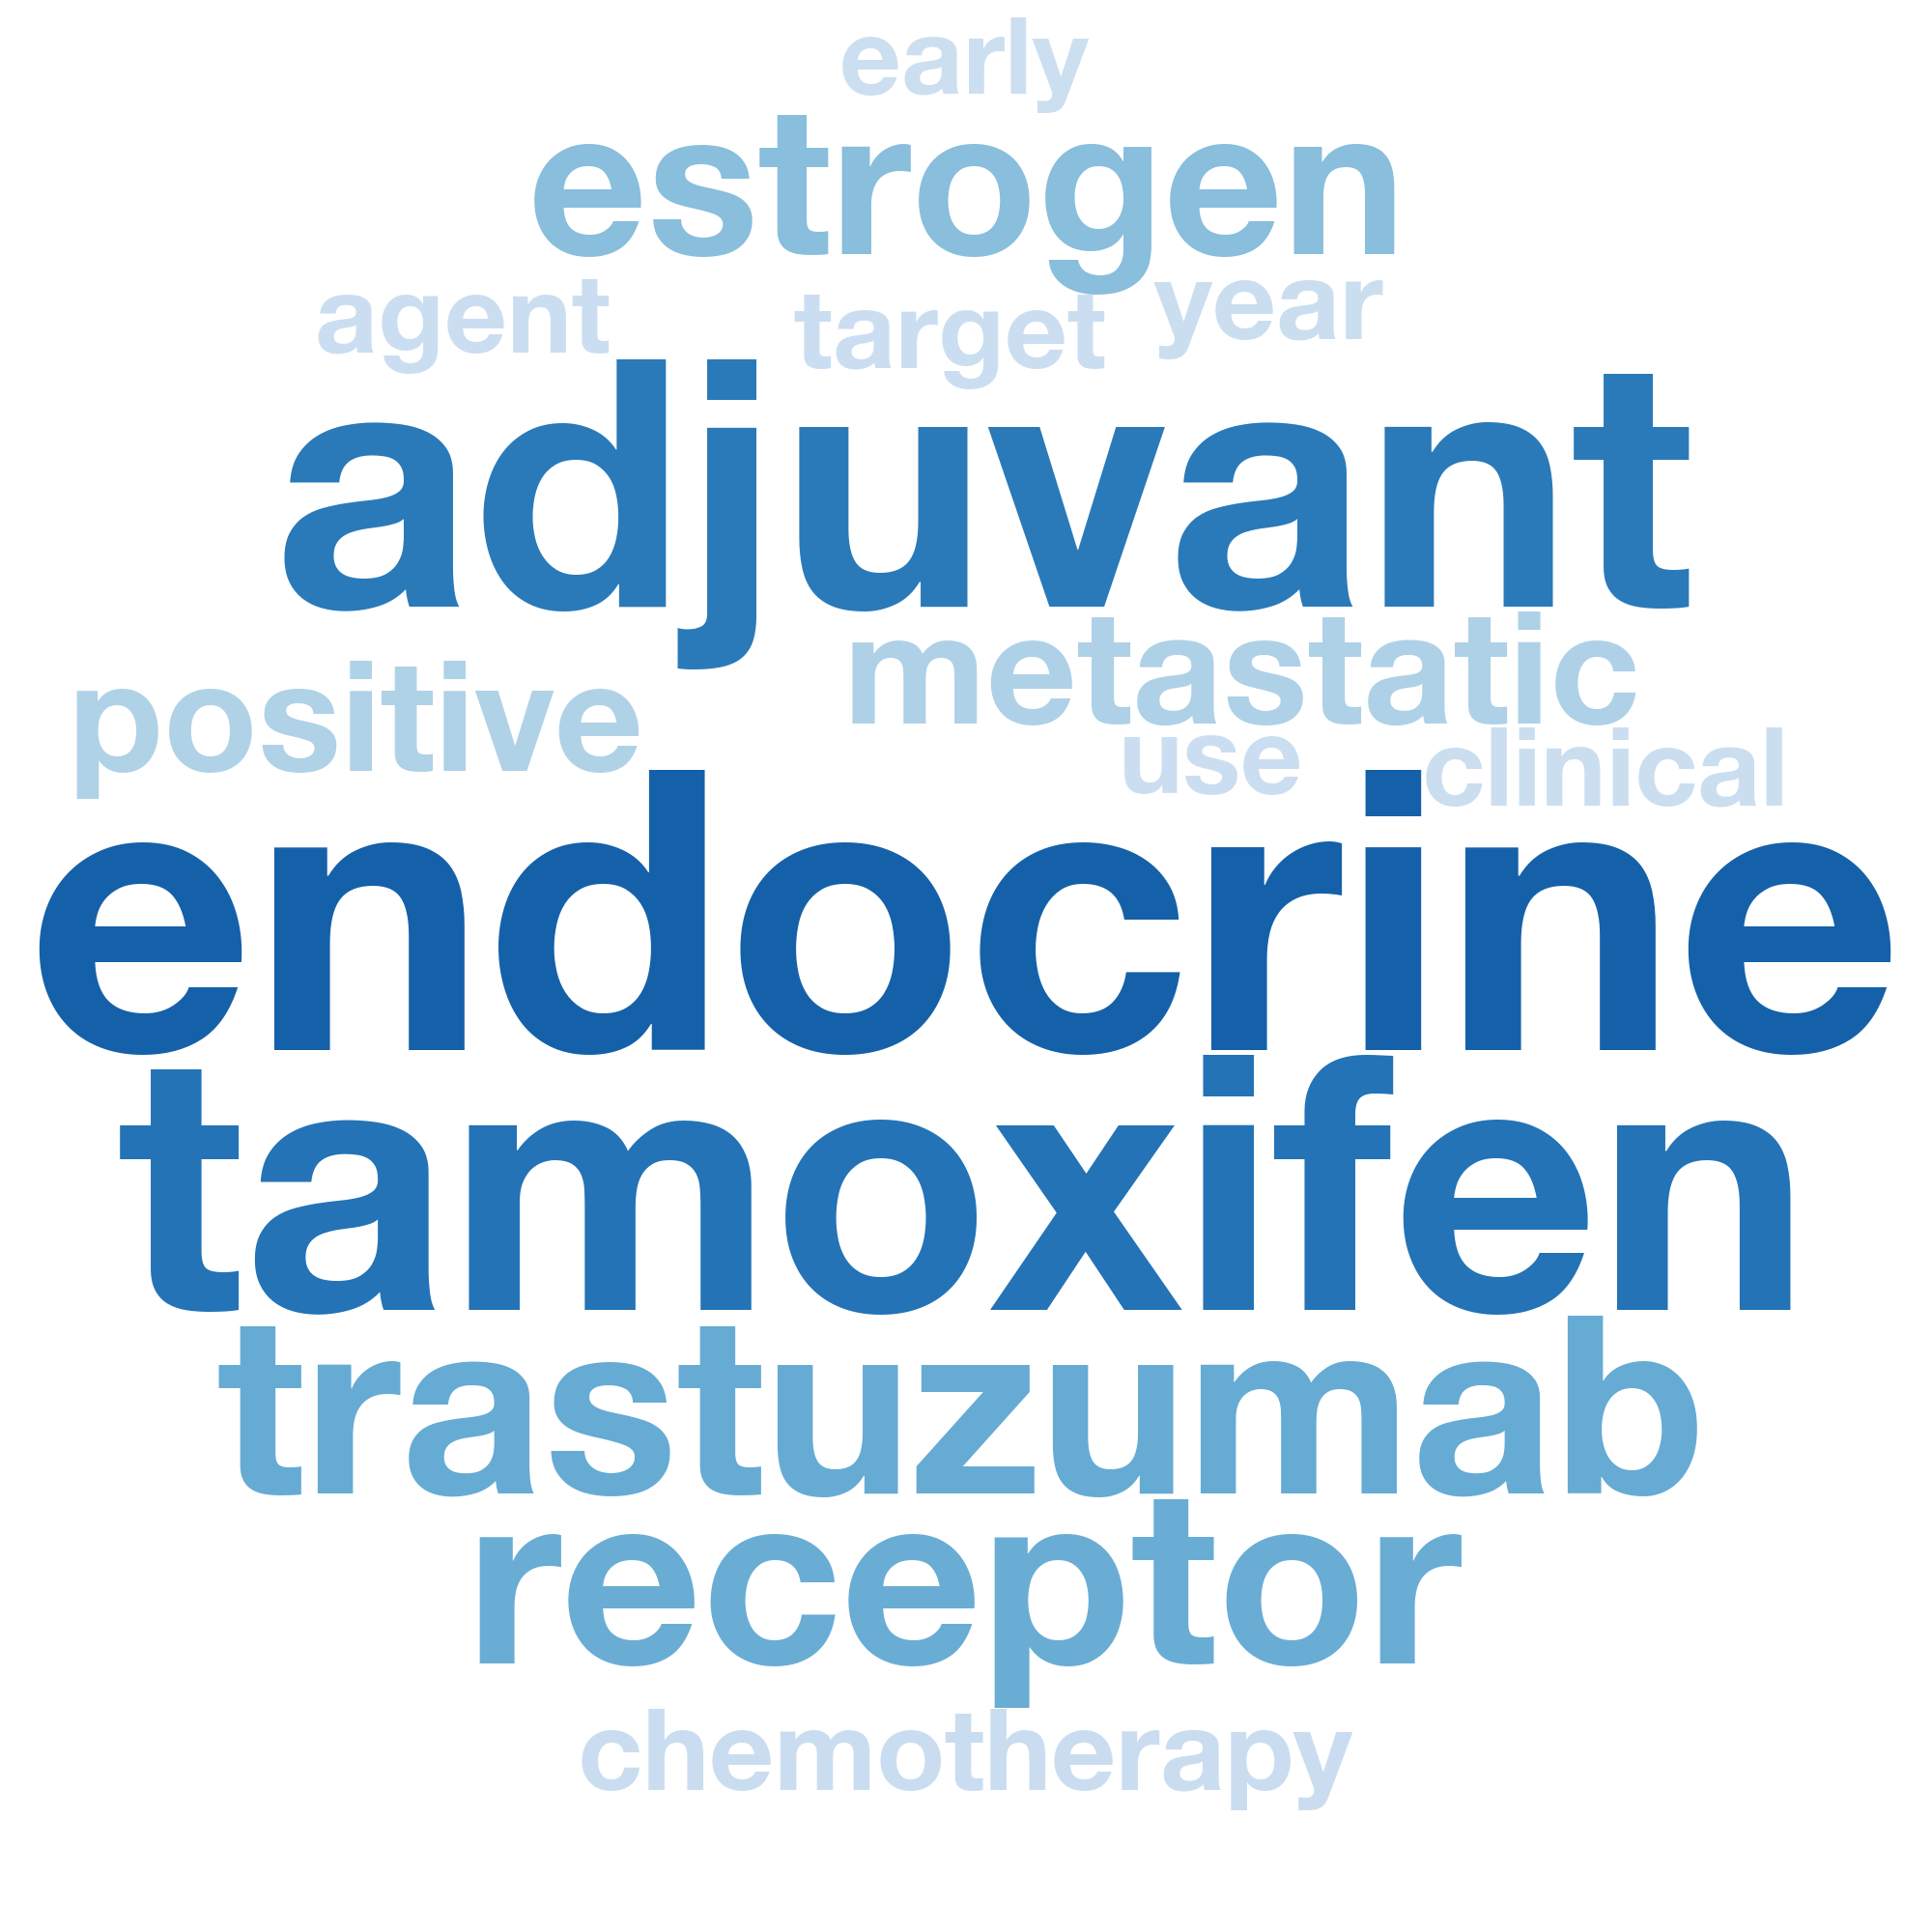 early
estrogen
agent target year
adjuvant
positive metastatic
use clinical
endocrine
tamoxifen
trastuzumab
receptor
chemotherapy